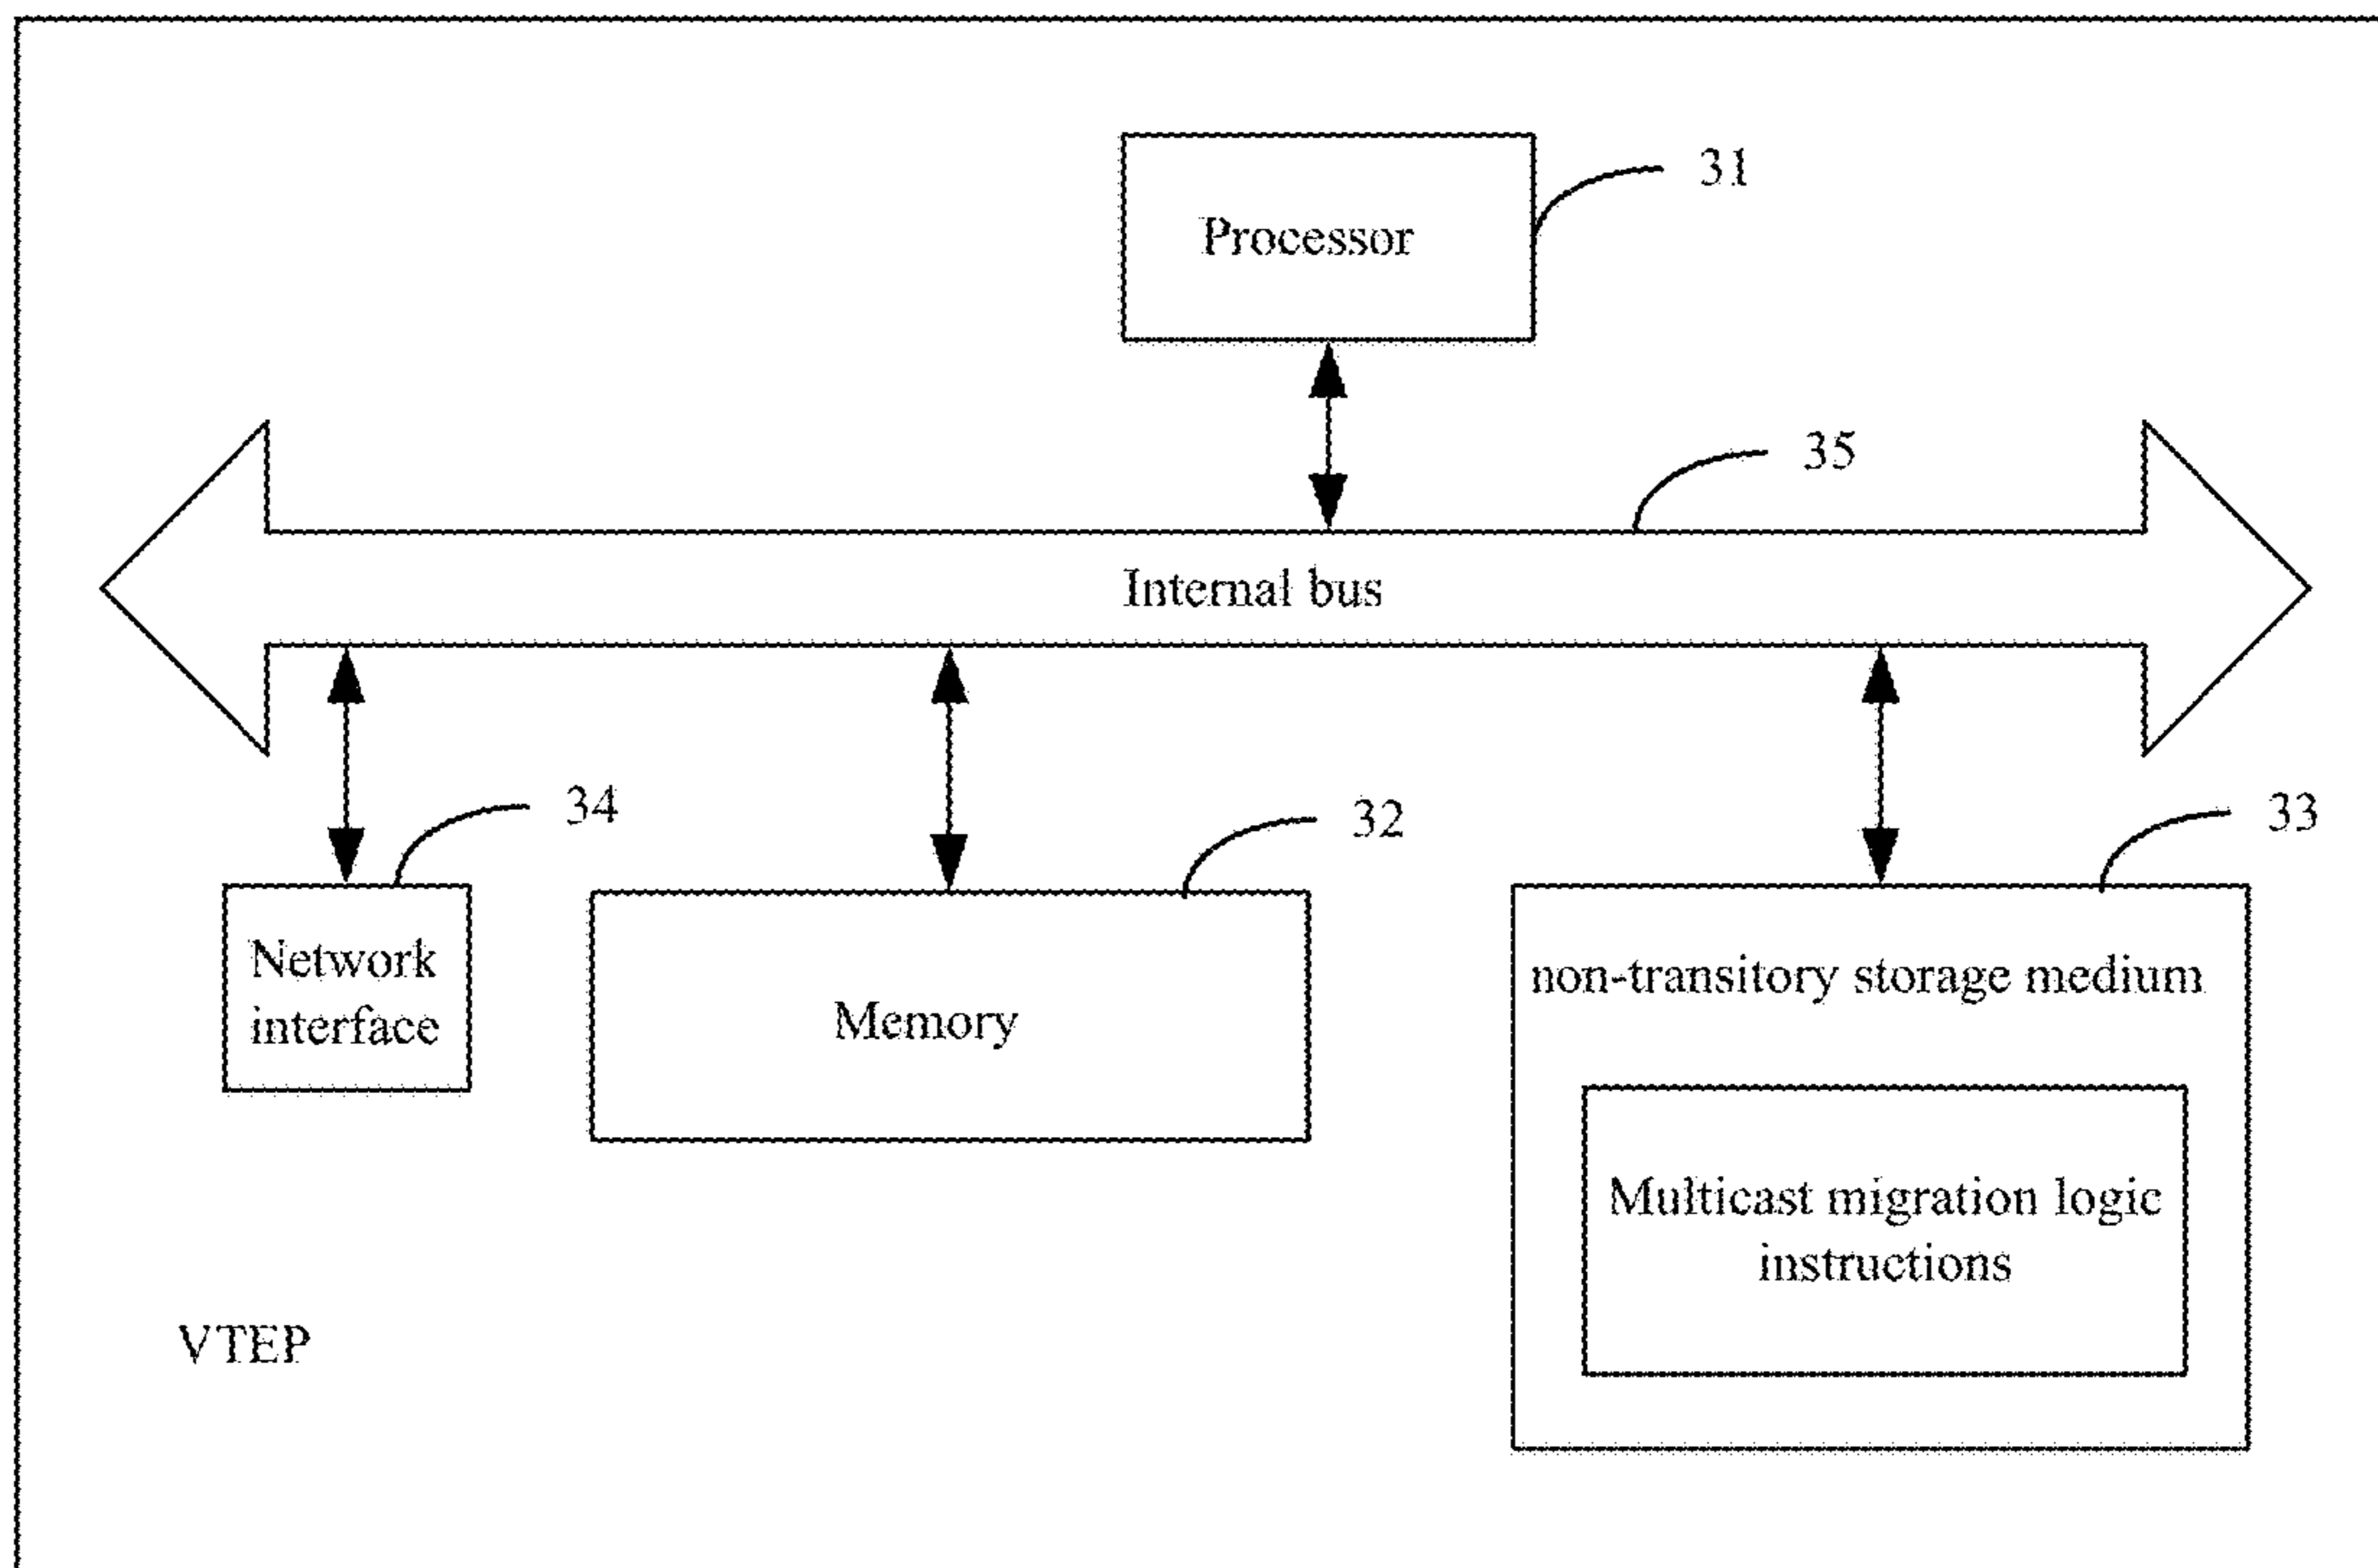 31
Processor
35
Internal bus
34
32
33
Network
interface
Memory
non-transitory storage medium
Multicast migration logic
instructions
VTEP